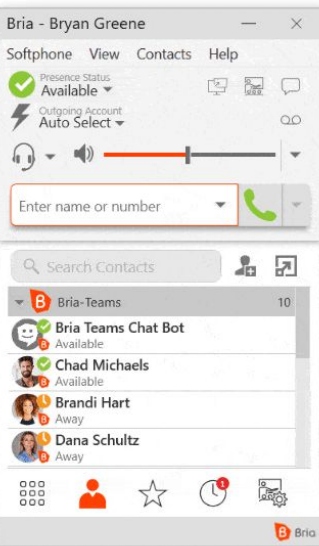 Bria - Bryan Greene
Softphone View Contacts Help
Presence Status
Available
Outgoing Account
Auto Select
Enter name or number
Search Contacts
B Bria-Teams 10
Bria Teams Chat Bot
B Available
Chad Michaels
B Available
Brandi Hart
B Away
Dana Schultz
B Away
1
B Bria